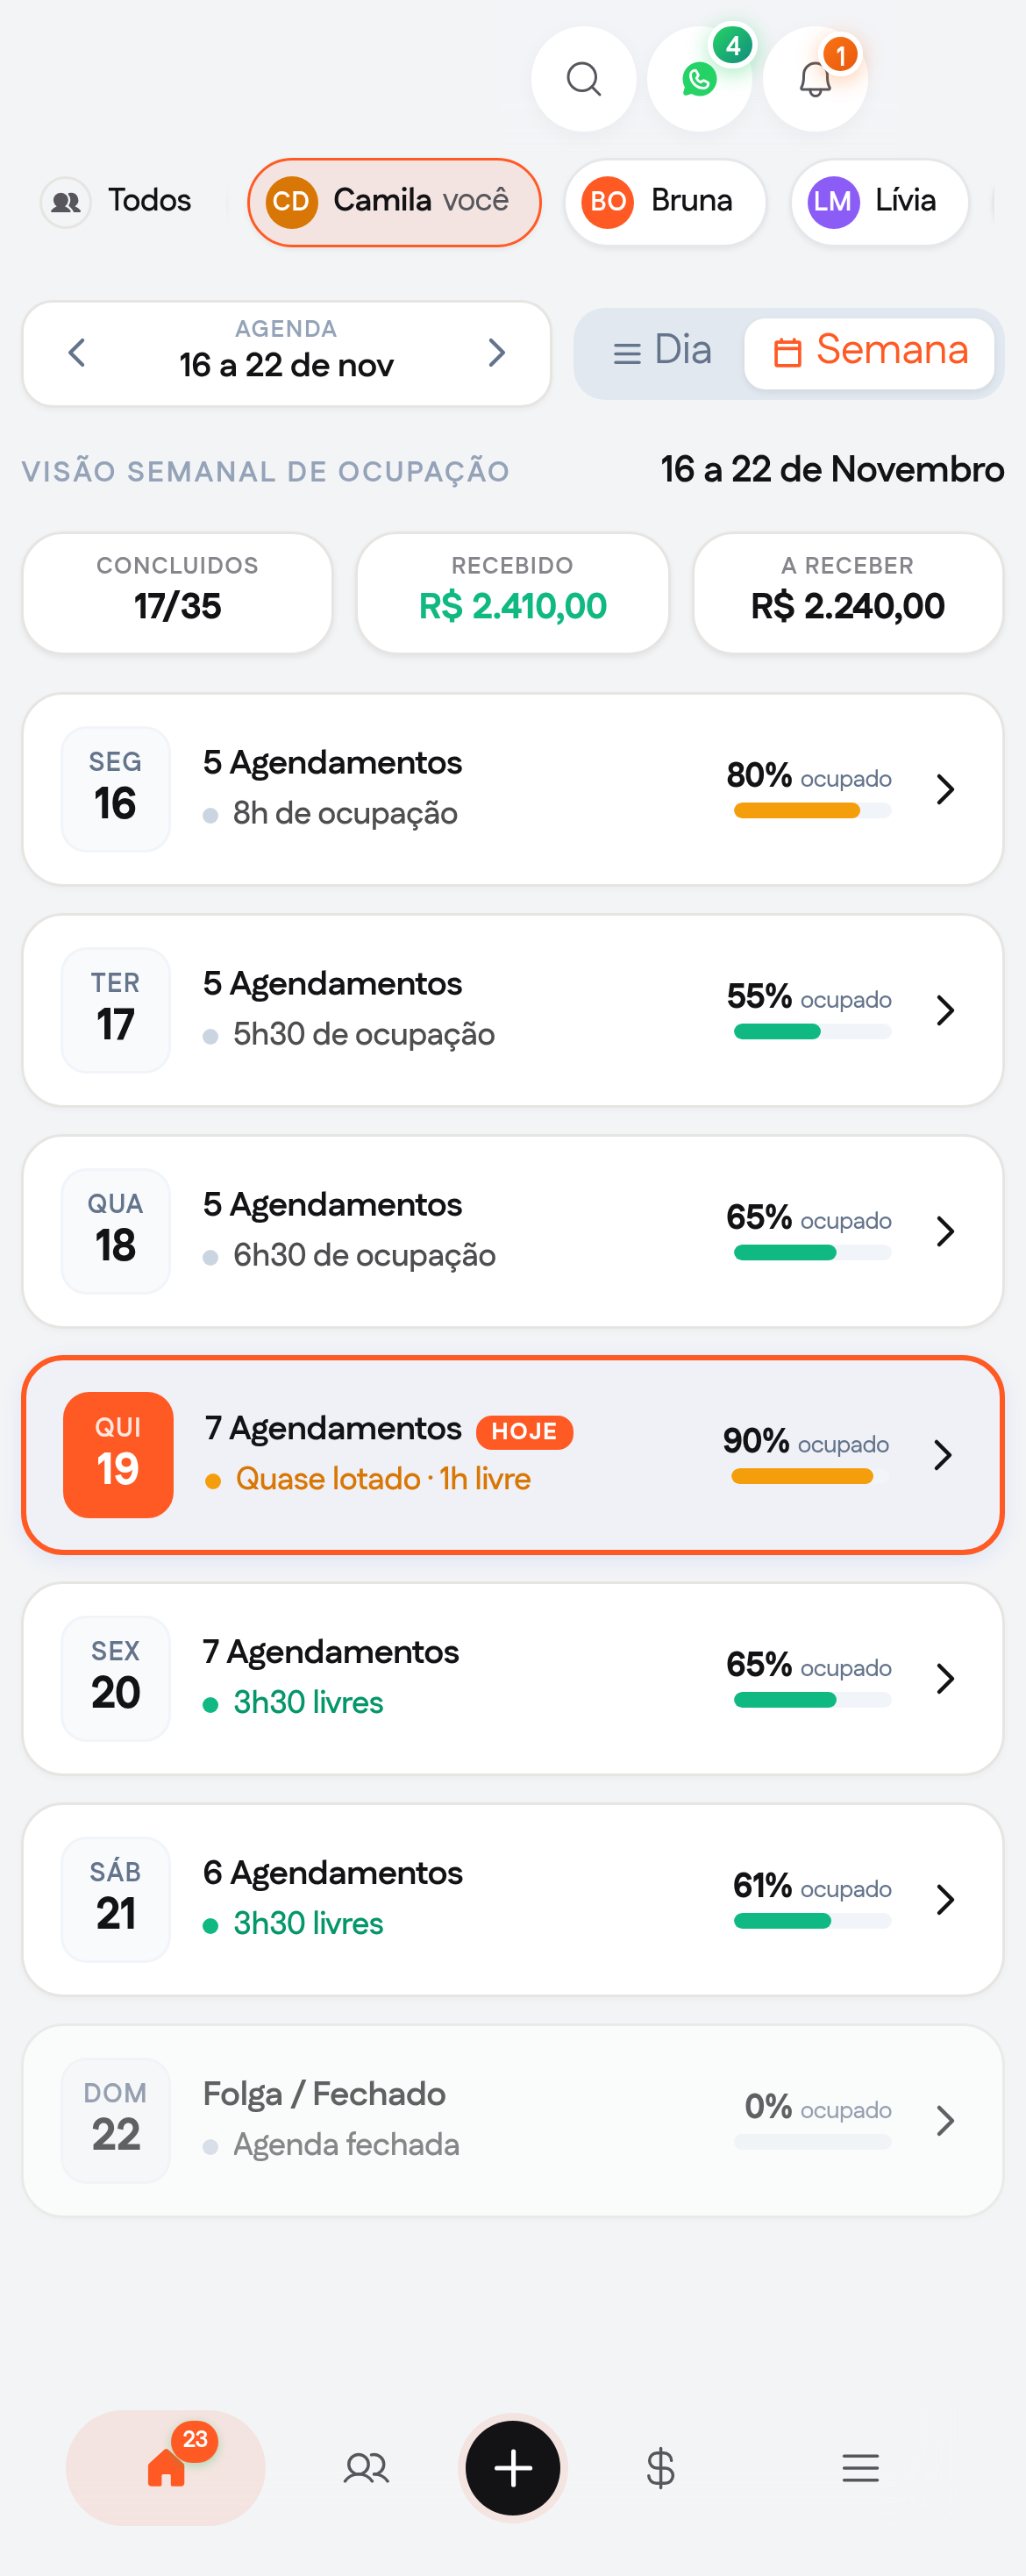 4
1
Todos
CD Camila você
BO Bruna
LM Lívia
AGENDA
16 a 22 de nov
Dia
Semana
VISÃO SEMANAL DE OCUPAÇÃO
16 a 22 de Novembro
CONCLUIDOS
17/35
RECEBIDO
R$ 2.410,00
A RECEBER
R$ 2.240,00
SEG
16
5 Agendamentos
8h de ocupação
80% ocupado
TER
17
5 Agendamentos
5h30 de ocupação
55% ocupado
QUA
18
5 Agendamentos
6h30 de ocupação
65% ocupado
QUI
19
7 Agendamentos HOJE
Quase lotado · 1h livre
90% ocupado
SEX
20
7 Agendamentos
3h30 livres
65% ocupado
SÁB
21
6 Agendamentos
3h30 livres
61% ocupado
DOM
22
Folga / Fechado
Agenda fechada
0% ocupado
23